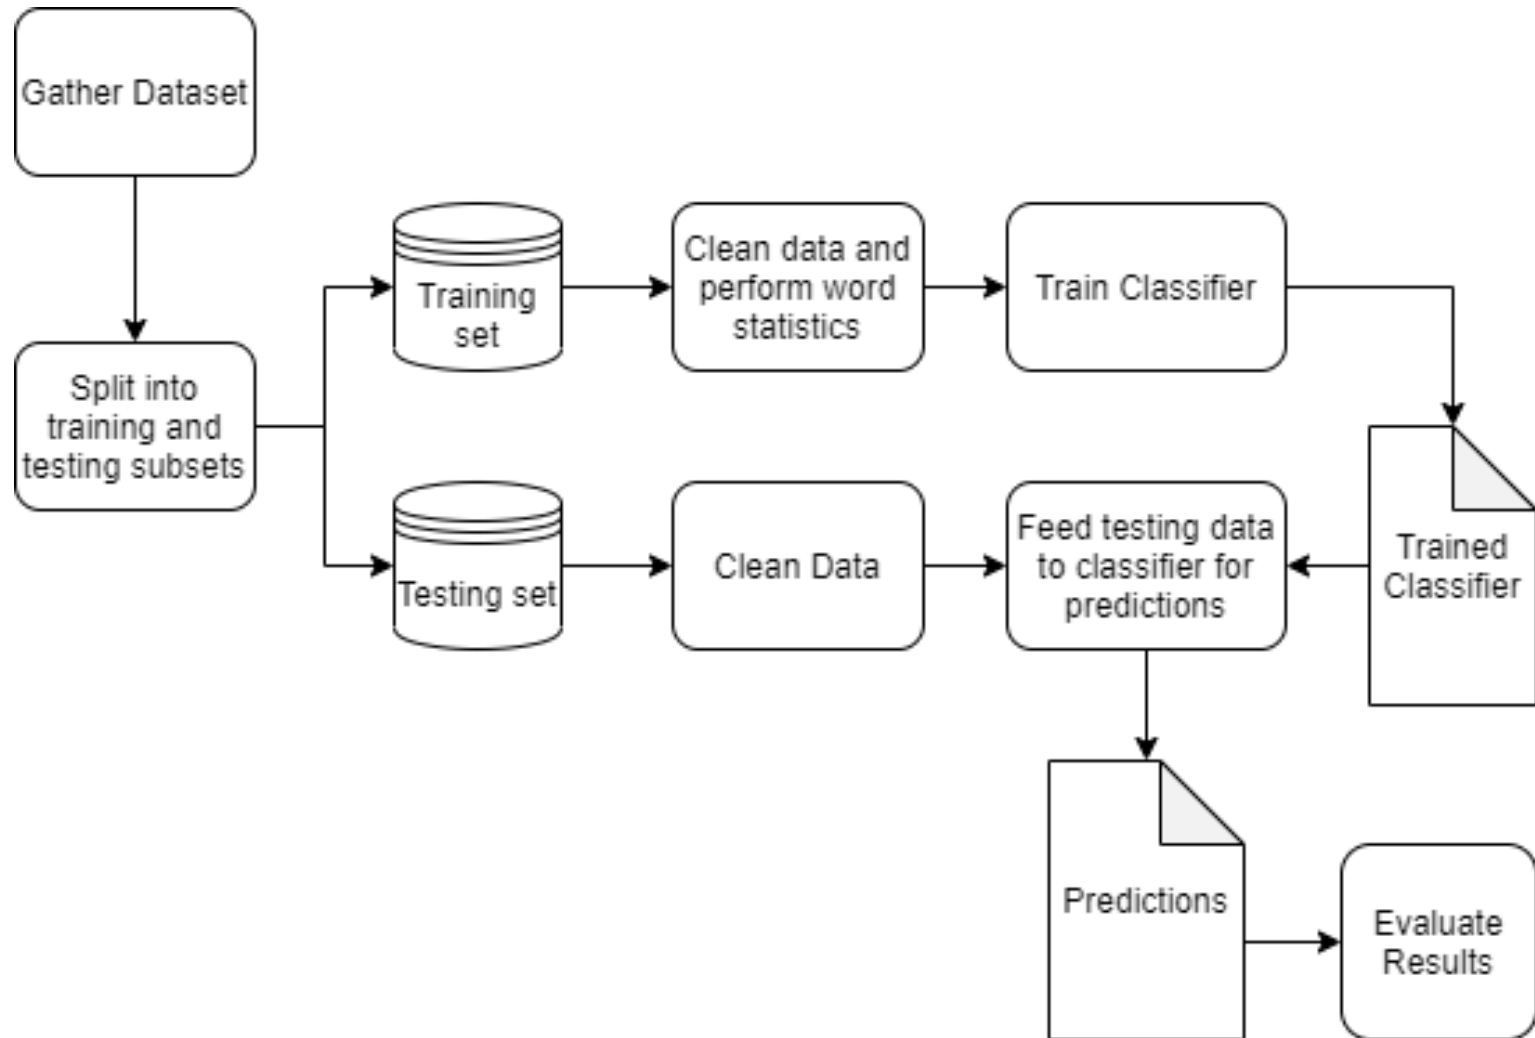 Gather Dataset
Split into
training and
testing subsets
Training
set
Clean data and
perform word
statistics
Train Classifier
Testing set
Clean Data
Feed testing data
to classifier for
predictions
Trained
Classifier
Predictions
Evaluate
Results